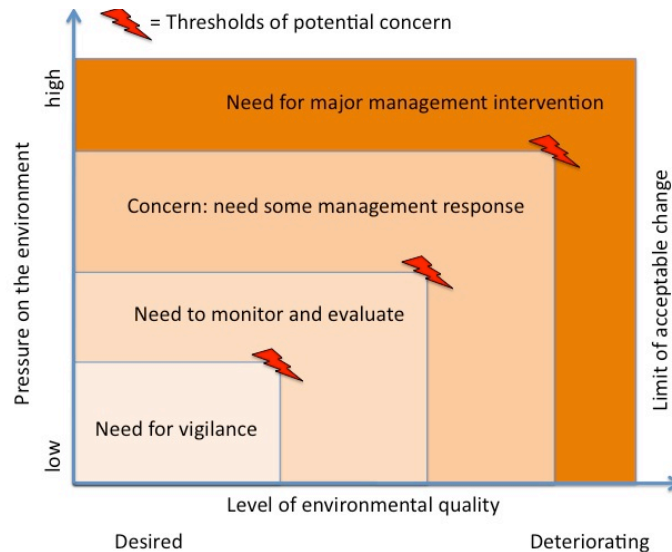 = Thresholds of potential concern
high
Need for major management intervention
Pressure on the environment
Concern: need some management response
Limit of acceptable change
Need to monitor and evaluate
Need for vigilance
low
Level of environmental quality
Desired
Deteriorating